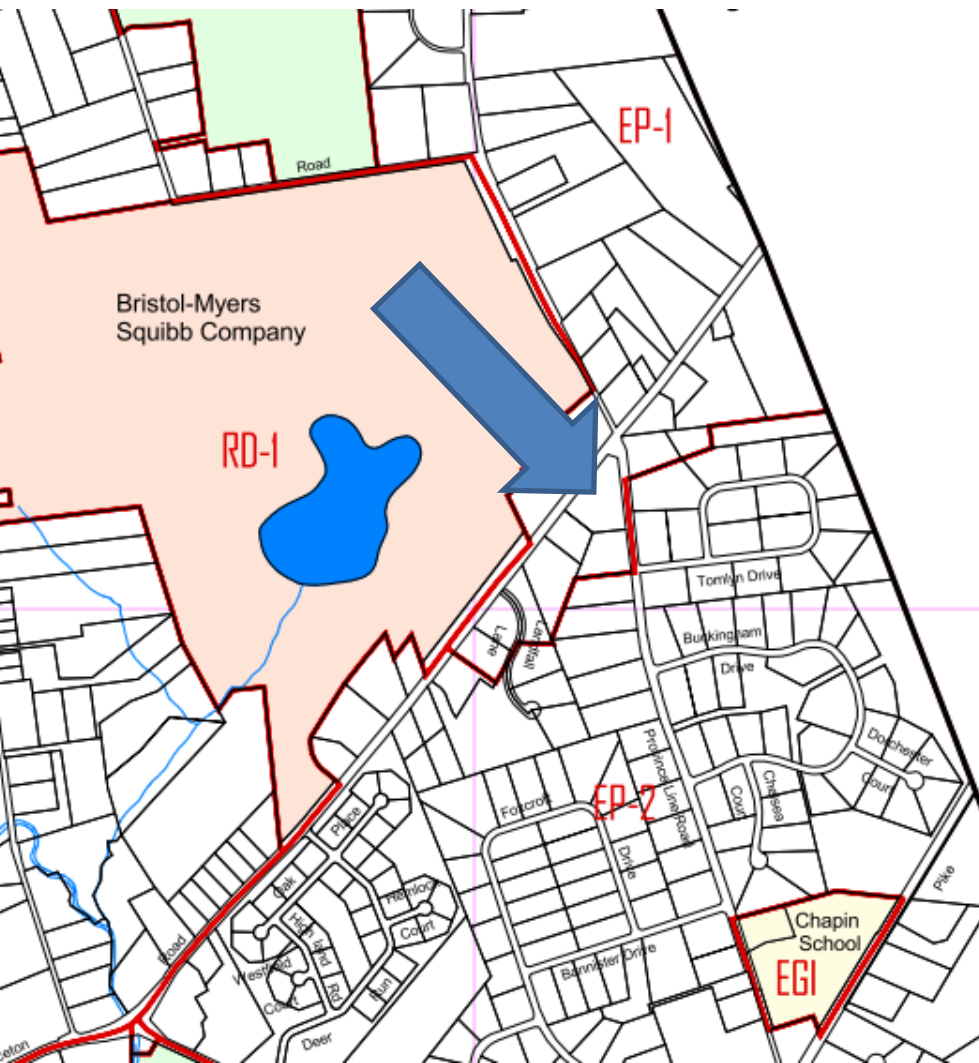 EP-1
Road
Bristol-Myers
Squibb Company
RD-1
Tomlyn Drive
Buckingham
Drive
Lane
Landfall
Province Line Road
Dorchester
Court
Chelsea
Court
Foxcroft
Drive
EP-2
Place
Oak
Hemlock
Court
High land
Rd
Westfield
Court
Run
Deer
Road
Bannister Drive
Pike
Chapin
School
EGI
ceton